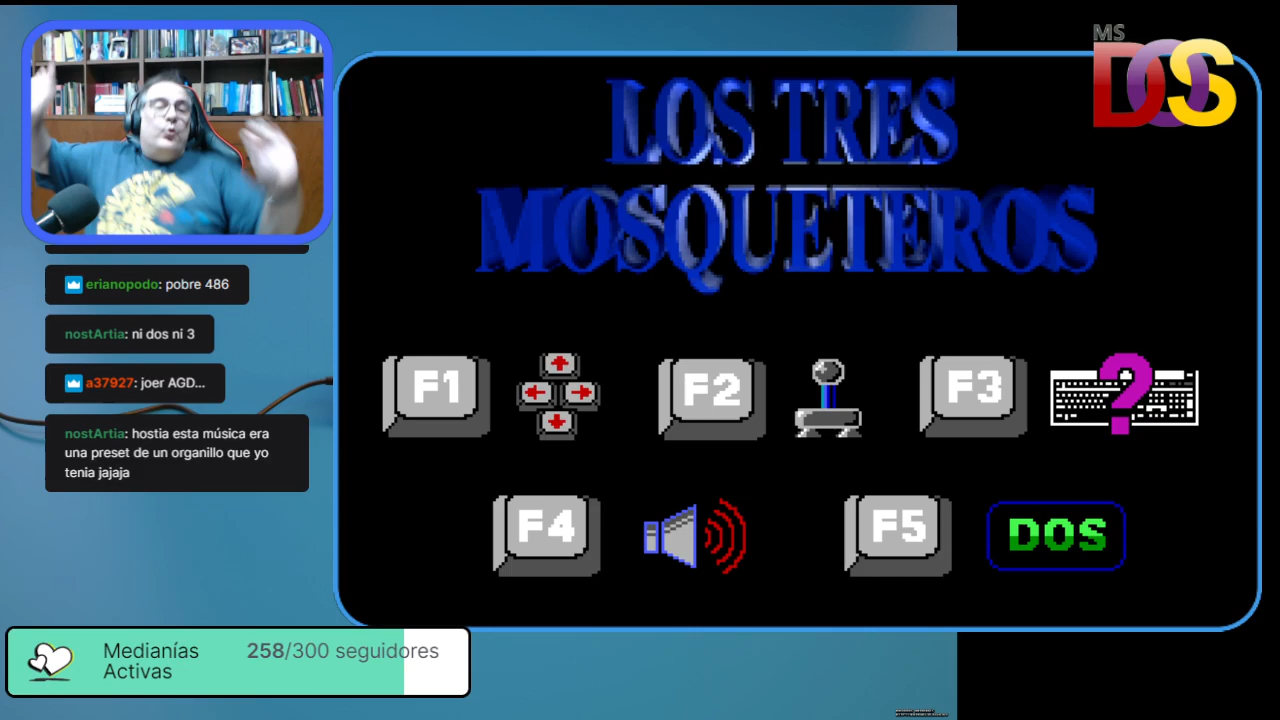 MS
DOS
LOS TRES
MOSQUETEROS
erianopodo: pobre 486
nostArtia: ni dos ni 3
a37927: joer AGD...
nostArtia: hostia esta música era
una preset de un organillo que yo
tenia jajaja
F1
F2
F3
?
F4
F5
DOS
Medianías
Activas
258/300 seguidores